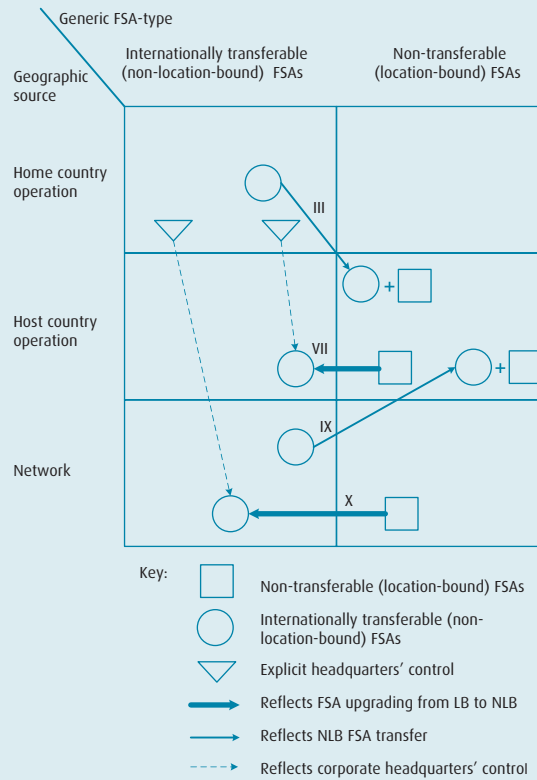 Generic FSA-type
Internationally transferable
(non-location-bound) FSAs
Non-transferable
(location-bound) FSAs
Geographic
source
Home country
operation
III
+
Host country
operation
VII
+
IX
Network
X
Key:
Non-transferable (location-bound) FSAs
Internationally transferable (non-
location-bound) FSAs
Explicit headquarters' control
Reflects FSA upgrading from LB to NLB
Reflects NLB FSA transfer
Reflects corporate headquarters' control